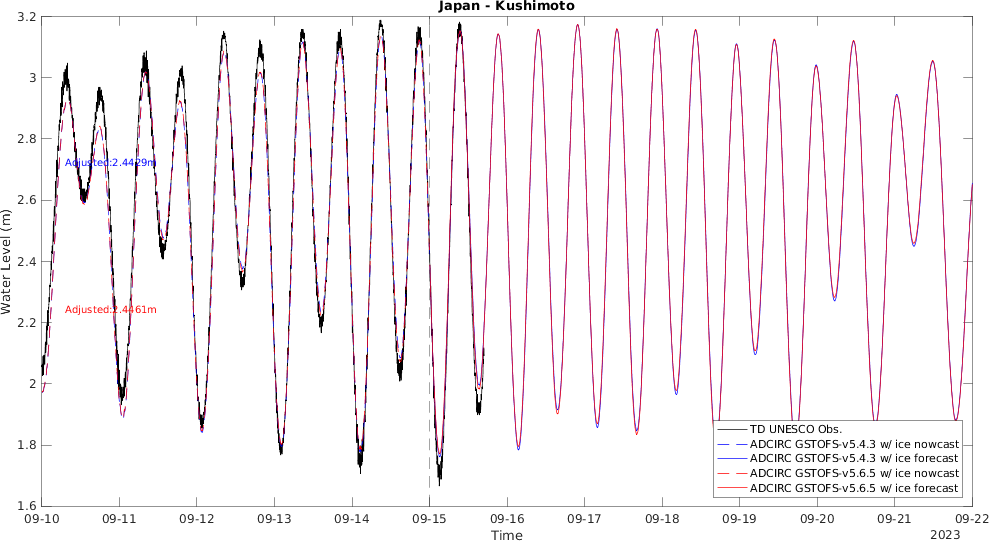 Japan - Kushimoto
Water Level (m)
3.2
3
2.8
2.6
2.4
2.2
2
1.8
1.6
Adjusted:2.4429m
Adjusted:2.4461m
TD UNESCO Obs.
ADCIRC GSTOFS-v5.4.3 w/ ice nowcast
ADCIRC GSTOFS-v5.4.3 w/ ice forecast
ADCIRC GSTOFS-v5.6.5 w/ ice nowcast
ADCIRC GSTOFS-v5.6.5 w/ ice forecast
09-10 09-11 09-12 09-13 09-14 09-15 09-16 09-17 09-18 09-19 09-20 09-21 09-22
Time
2023